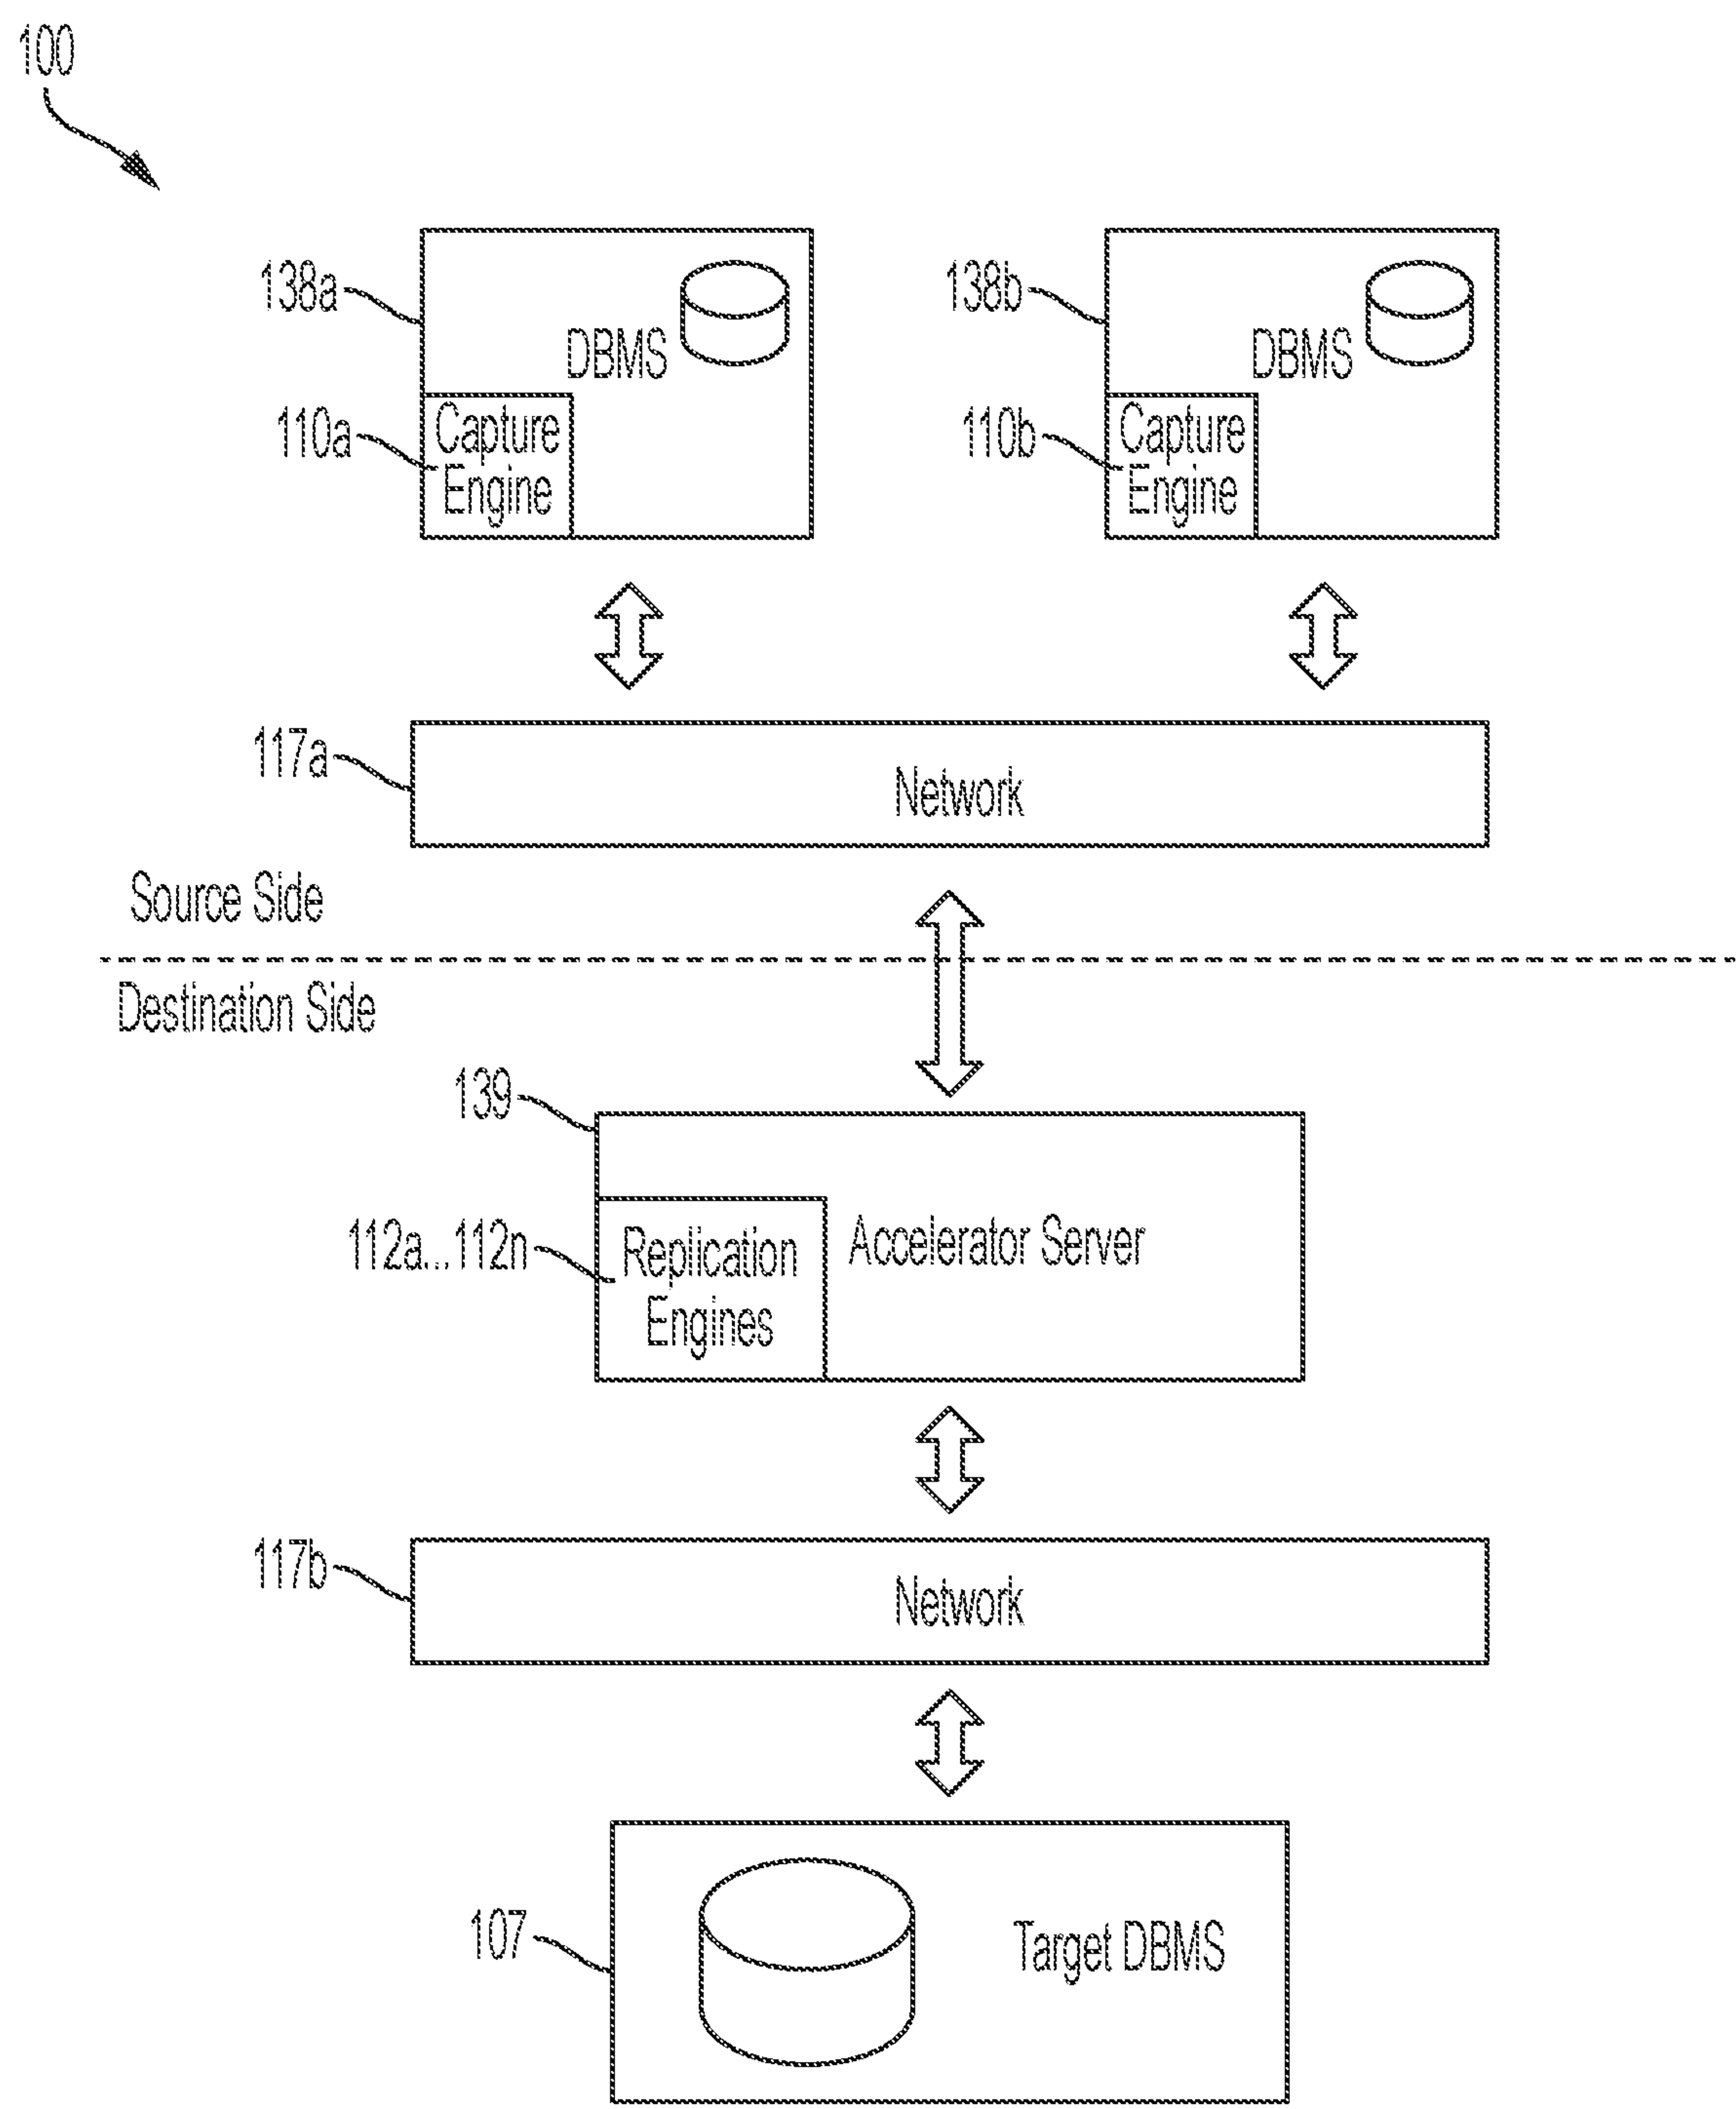 100
138a
DBMS
110a
Capture
Engine
138b
DBMS
110b
Capture
Engine
117a
Network
Source Side
Destination Side
139
Accelerator Server
112a... 112n
Replication
Engines
117b
Network
107
Target DBMS